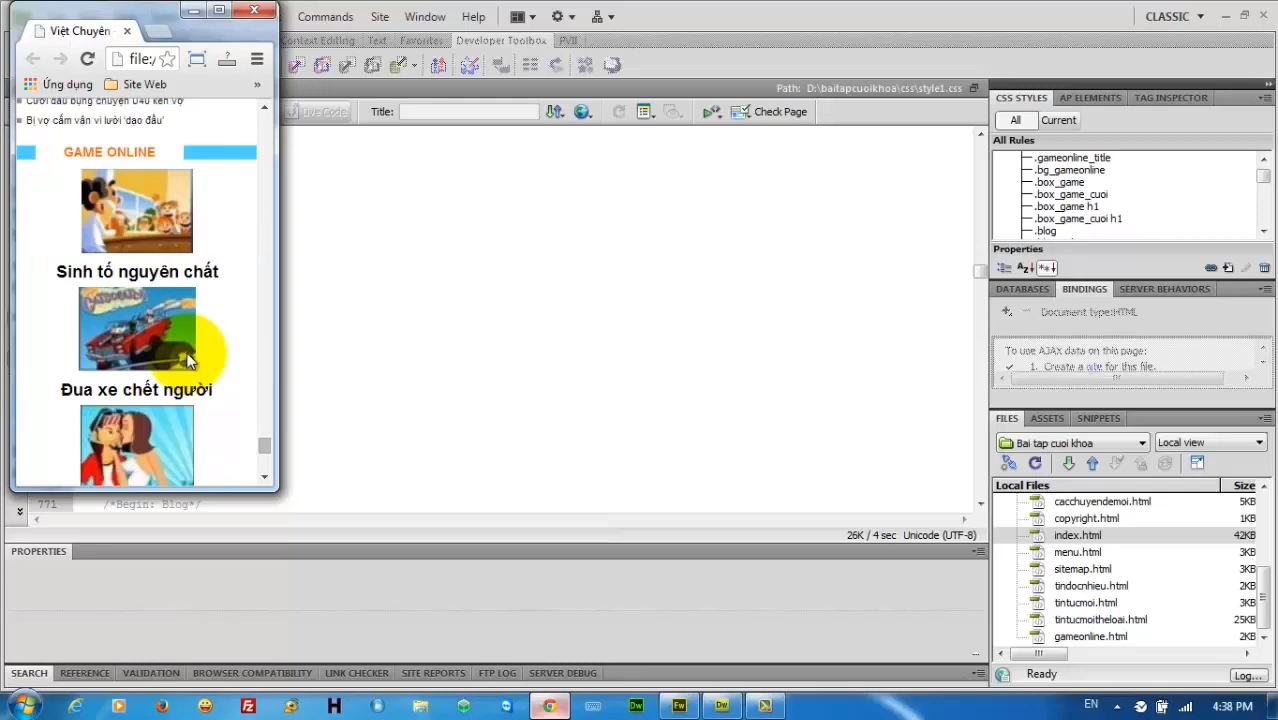 Commands Site Window Help CLASSIC
Việt Chuyên
Context Editing Text Favorites Developer Toolbox PVII
file:/
Ứng dụng Site Web »
Path: D:\baitapcuoikhoa\css\style1.css
Live Code Title: Check Page
CSS STYLES AP ELEMENTS TAG INSPECTOR
All Current
All Rules
.gameonline_title
.bg_gameonline
.box_game
.box_game_cuoi
.box_game h1
.box_game_cuoi h1
.blog
Properties
DATABASES BINDINGS SERVER BEHAVIORS
Document type:HTML
To use AJAX data on this page:
1. Create a site for this file.
FILES ASSETS SNIPPETS
Bai tap cuoi khoa Local view
Local Files Size
cacchuyendemoi.html 5KB
copyright.html 1KB
index.html 42KB
menu.html 3KB
sitemap.html 3KB
tindocnhieu.html 2KB
tintucmoi.html 3KB
tintucmoitheloai.html 25KB
gameonline.html 2KB
Ready Log...
Cười đau bụng chuyện U40 kén vợ
Bị vợ cấm vận vì lười 'dao đầu'
GAME ONLINE
Sinh tố nguyên chất
Đua xe chết người
771 /*Begin: Blog*/
26K / 4 sec Unicode (UTF-8)
PROPERTIES
SEARCH REFERENCE VALIDATION BROWSER COMPATIBILITY LINK CHECKER SITE REPORTS FTP LOG SERVER DEBUG
EN 4:38 PM